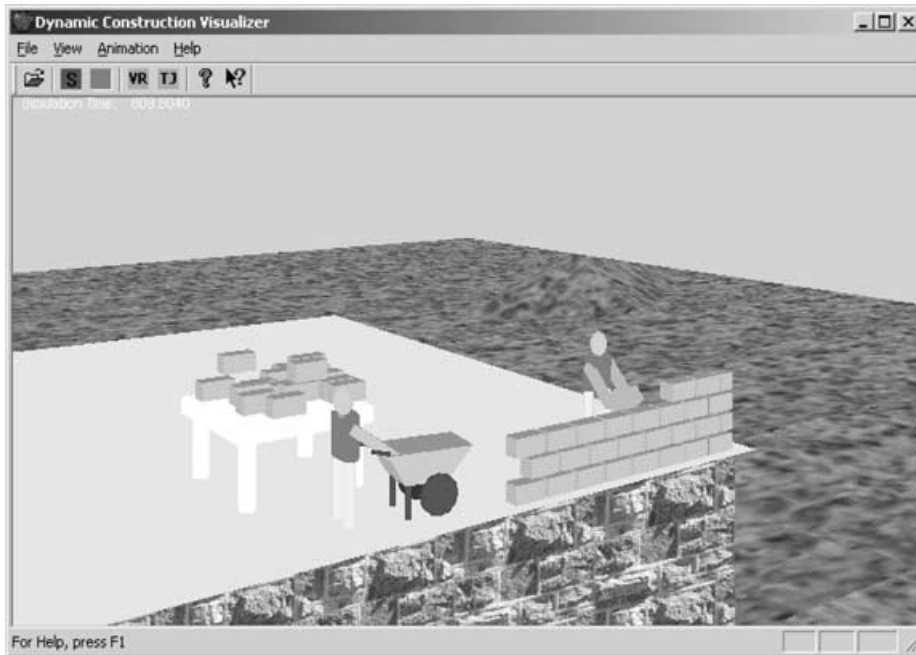 Dynamic Construction Visualizer
File View Animation Help
S VR TJ ? ?
Simulation Time: 809.8040
For Help, press F1